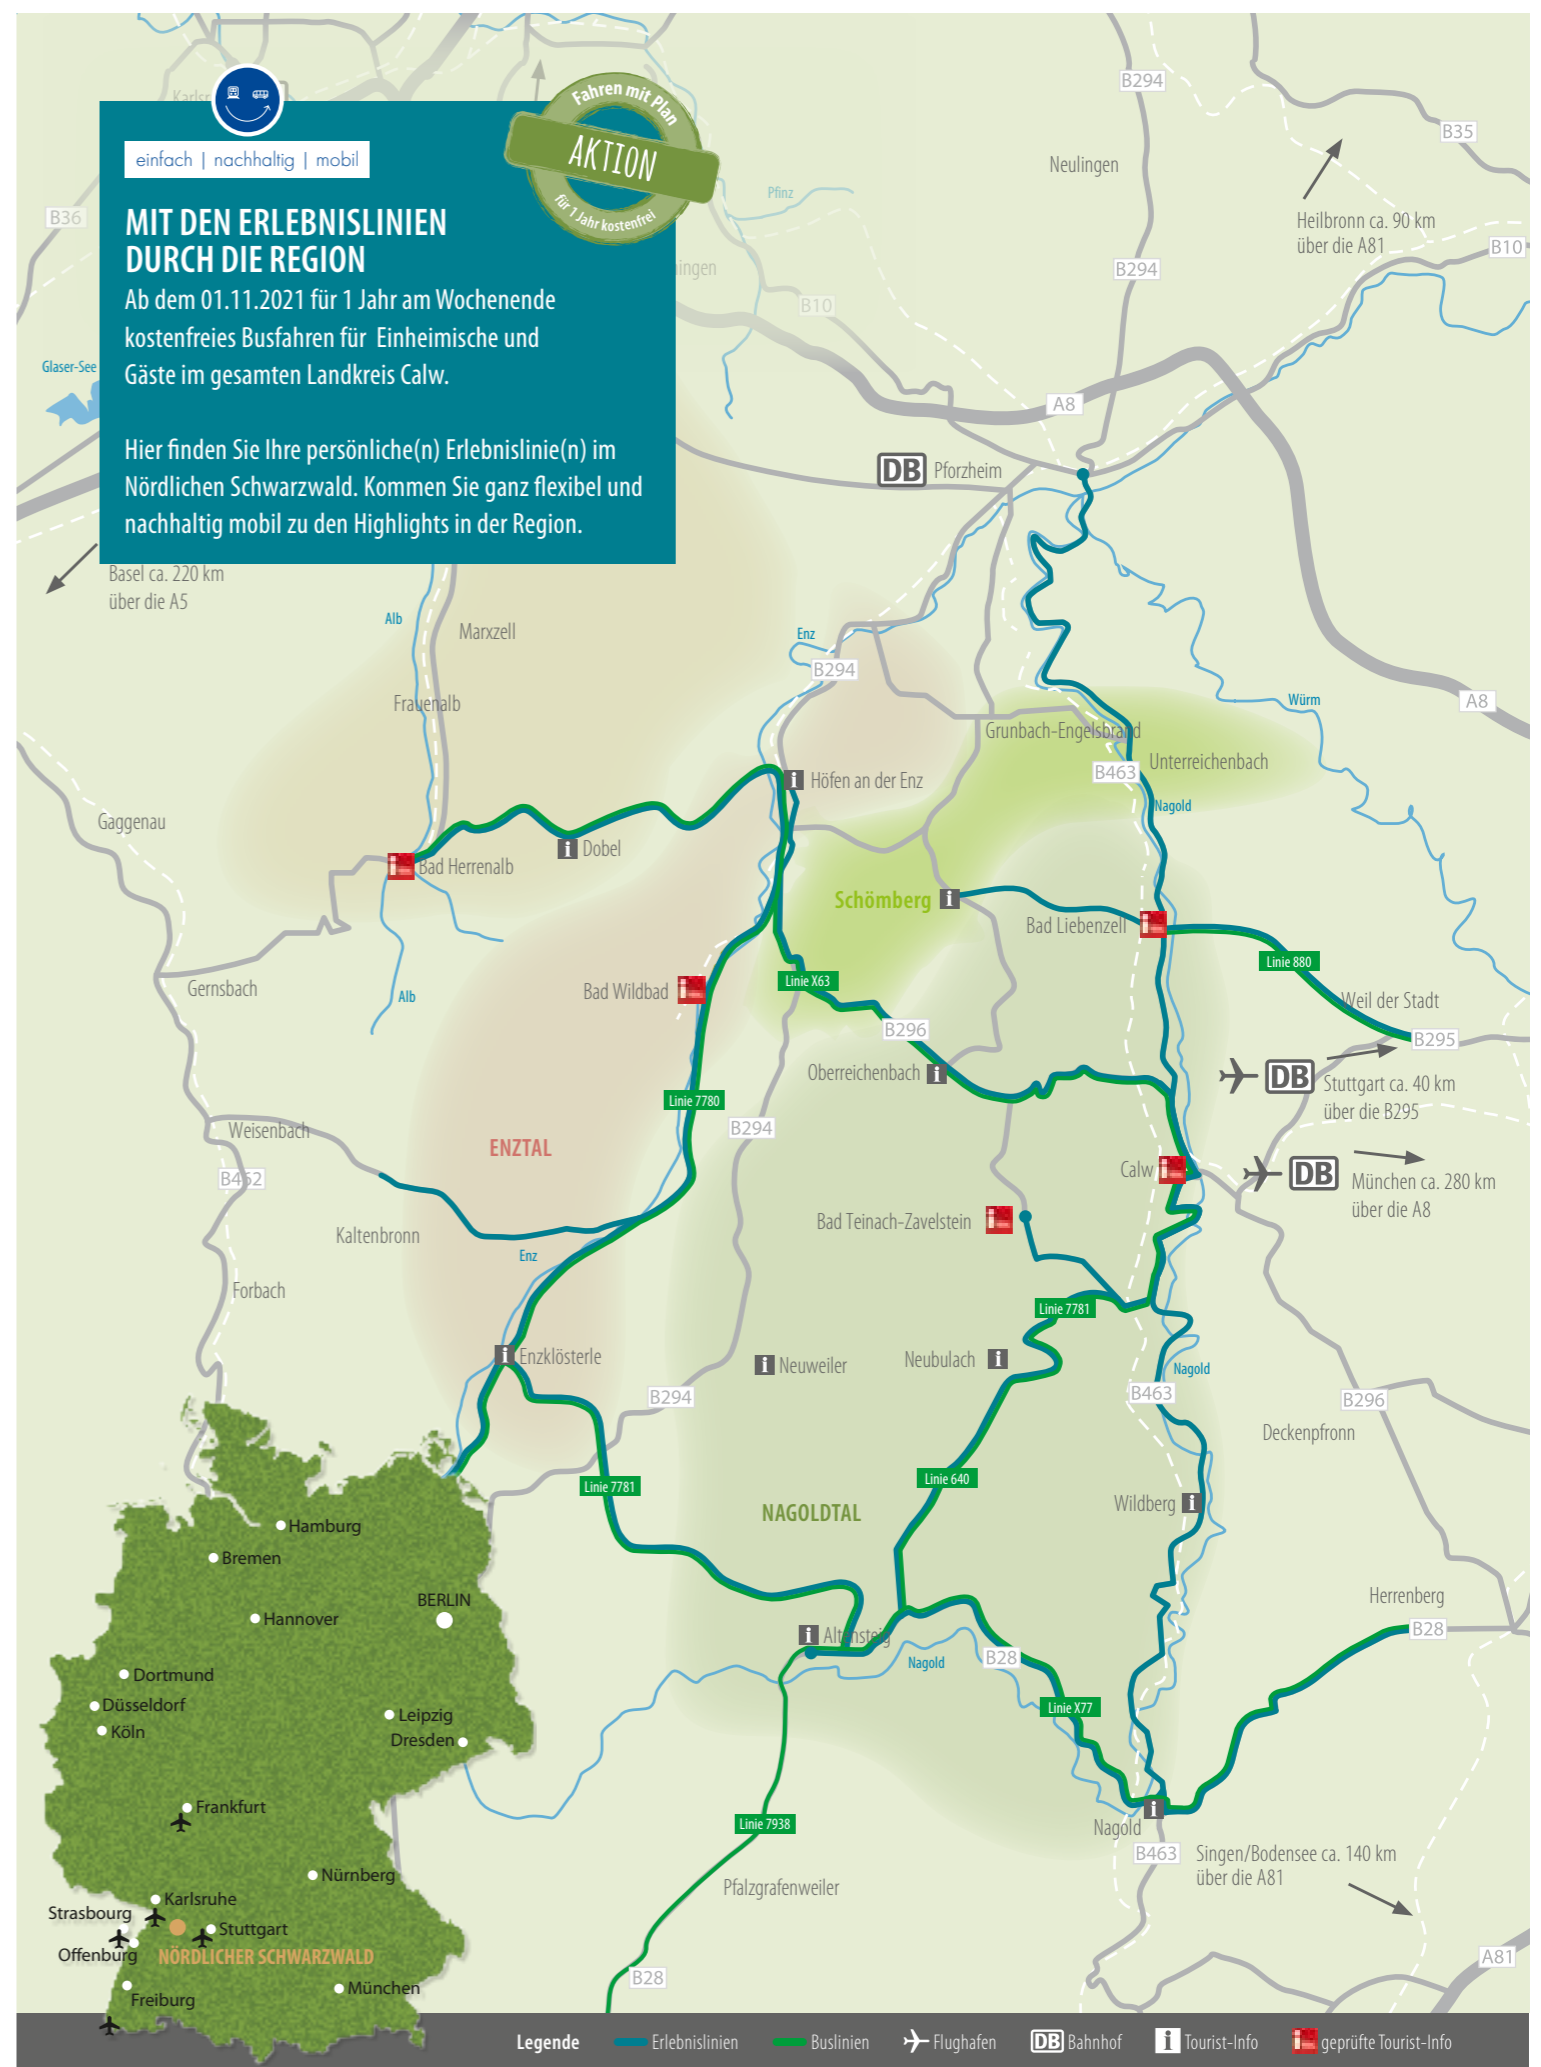 einfach | nachhaltig | mobil
Fahren mit Plan
AKTION
für 1 Jahr kostenfrei
MIT DEN ERLEBNISLINIEN
DURCH DIE REGION
Ab dem 01.11.2021 für 1 Jahr am Wochenende
kostenfreies Busfahren für Einheimische und
Gäste im gesamten Landkreis Calw.
Hier finden Sie Ihre persönliche(n) Erlebnislinie(n) im
Nördlichen Schwarzwald. Kommen Sie ganz flexibel und
nachhaltig mobil zu den Highlights in der Region.
B294
B35
Neulingen
Pfinz
B36
Heilbronn ca. 90 km
über die A81
B10
B294
B10
Glaser-See
A8
DB Pforzheim
Basel ca. 220 km
über die A5
Alb
Marxzell
Enz
B294
Frauenalb
Würm
A8
Grunbach-Engelsbrand
Unterreichenbach
B463
Höfen an der Enz
Nagold
Gaggenau
Dobel
Bad Herrenalb
Schömberg
Bad Liebenzell
Linie 880
Linie X63
Gernsbach
Alb
Bad Wildbad
Weil der Stadt
B296
B295
Oberreichenbach
DB
Stuttgart ca. 40 km
über die B295
Linie 7780
Weisenbach
B294
ENZTAL
B462
Calw
DB
München ca. 280 km
über die A8
Bad Teinach-Zavelstein
Kaltenbronn
Enz
Forbach
Linie 7781
Enzklösterle
Neuweiler
Neubulach
Nagold
B294
B463
B296
Deckenpfronn
Linie 7781
Linie 640
NAGOLDTAL
Wildberg
Herrenberg
B28
Altensteig
Nagold
B28
Linie X77
Linie 7938
Nagold
B463
Singen/Bodensee ca. 140 km
über die A81
Pfalzgrafenweiler
A81
B28
Hamburg
Bremen
BERLIN
Hannover
Dortmund
Düsseldorf
Köln
Leipzig
Dresden
Frankfurt
Nürnberg
Karlsruhe
Strasbourg
Stuttgart
Offenburg
NÖRDLICHER SCHWARZWALD
München
Freiburg
Legende
Erlebnislinien
Buslinien
Flughafen
DB Bahnhof
Tourist-Info
geprüfte Tourist-Info